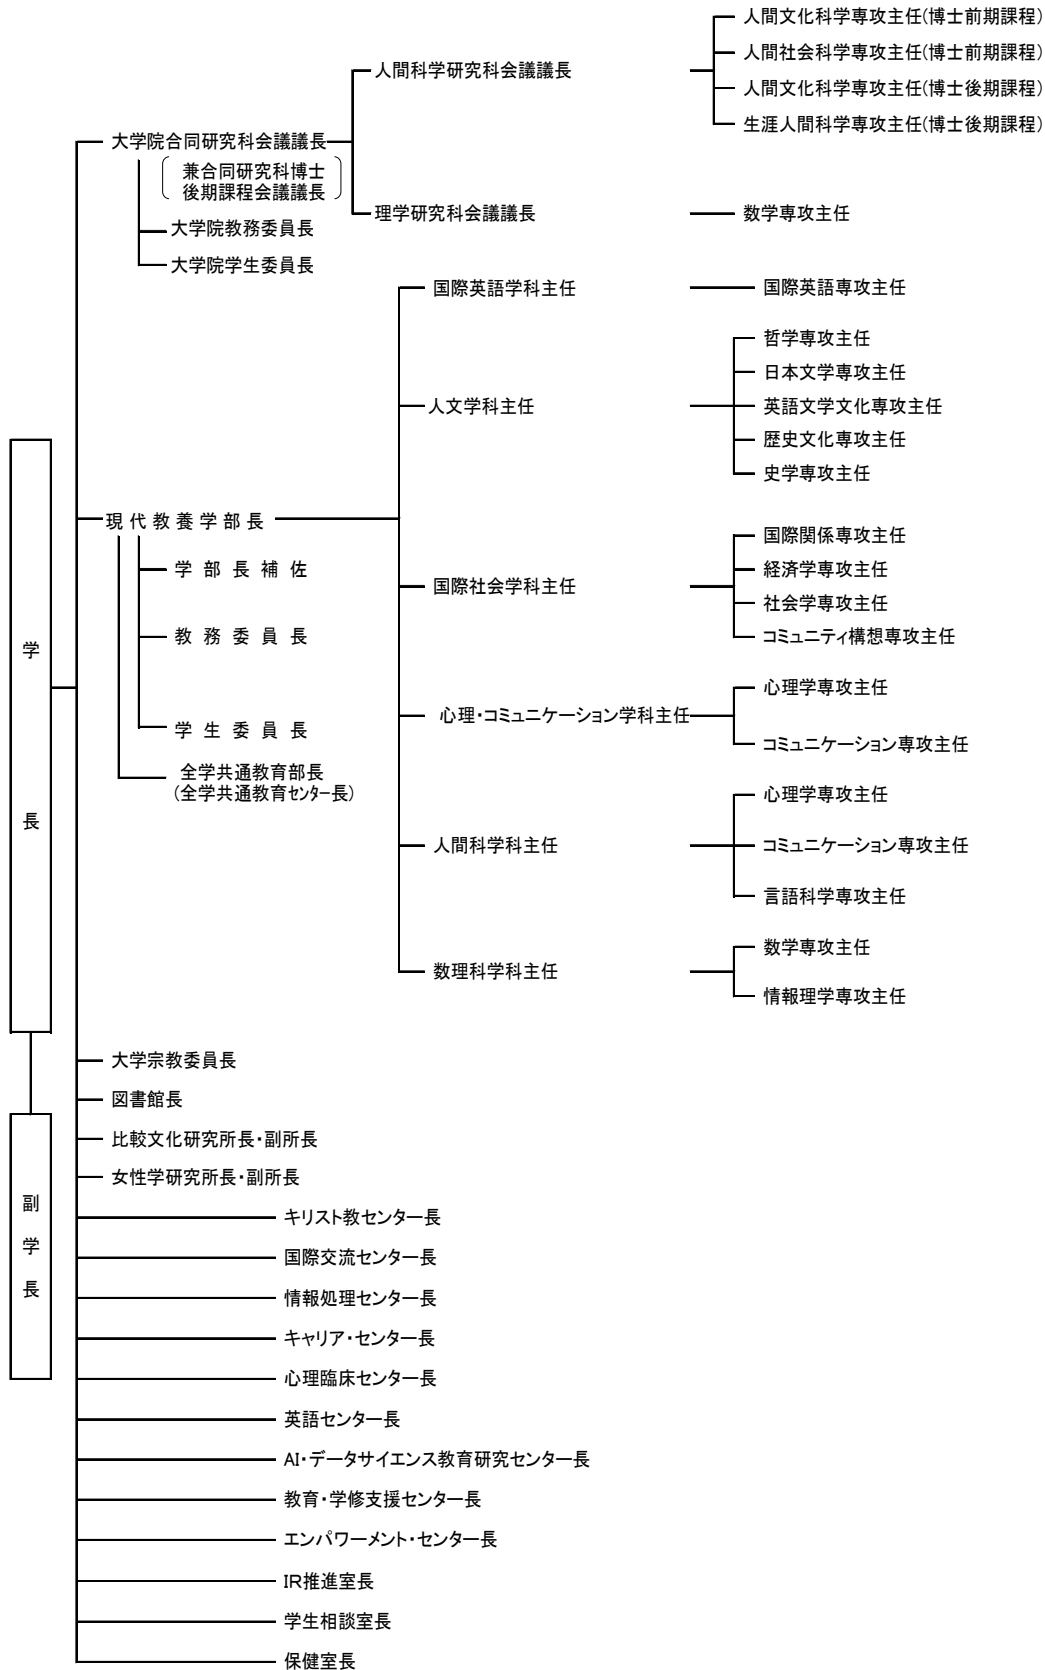 人間文化科学専攻主任(博士前期課程)
人間社会科学専攻主任(博士前期課程)
人間科学研究科会議議長
人間文化科学専攻主任(博士後期課程)
生涯人間科学専攻主任(博士後期課程)
大学院合同研究科会議議長
兼合同研究科博士
後期課程会議議長
理学研究科会議議長
数学専攻主任
大学院教務委員長
大学院学生委員長
国際英語学科主任
国際英語専攻主任
哲学専攻主任
日本文学専攻主任
人文学科主任
英語文学文化専攻主任
歴史文化専攻主任
史学専攻主任
現代教養学部長
学部長補佐
教務委員長
学生委員長
全学共通教育部長
(全学共通教育センター長)
国際関係専攻主任
経済学専攻主任
国際社会学科主任
社会学専攻主任
コミュニティ構想専攻主任
心理学専攻主任
心理・コミュニケーション学科主任
コミュニケーション専攻主任
心理学専攻主任
人間科学科主任
コミュニケーション専攻主任
言語科学専攻主任
数学専攻主任
数理科学科主任
情報理学専攻主任
学長
副学長
大学宗教委員長
図書館長
比較文化研究所長・副所長
女性学研究所長・副所長
キリスト教センター長
国際交流センター長
情報処理センター長
キャリア・センター長
心理臨床センター長
英語センター長
AI・データサイエンス教育研究センター長
教育・学修支援センター長
エンパワーメント・センター長
IR推進室長
学生相談室長
保健室長